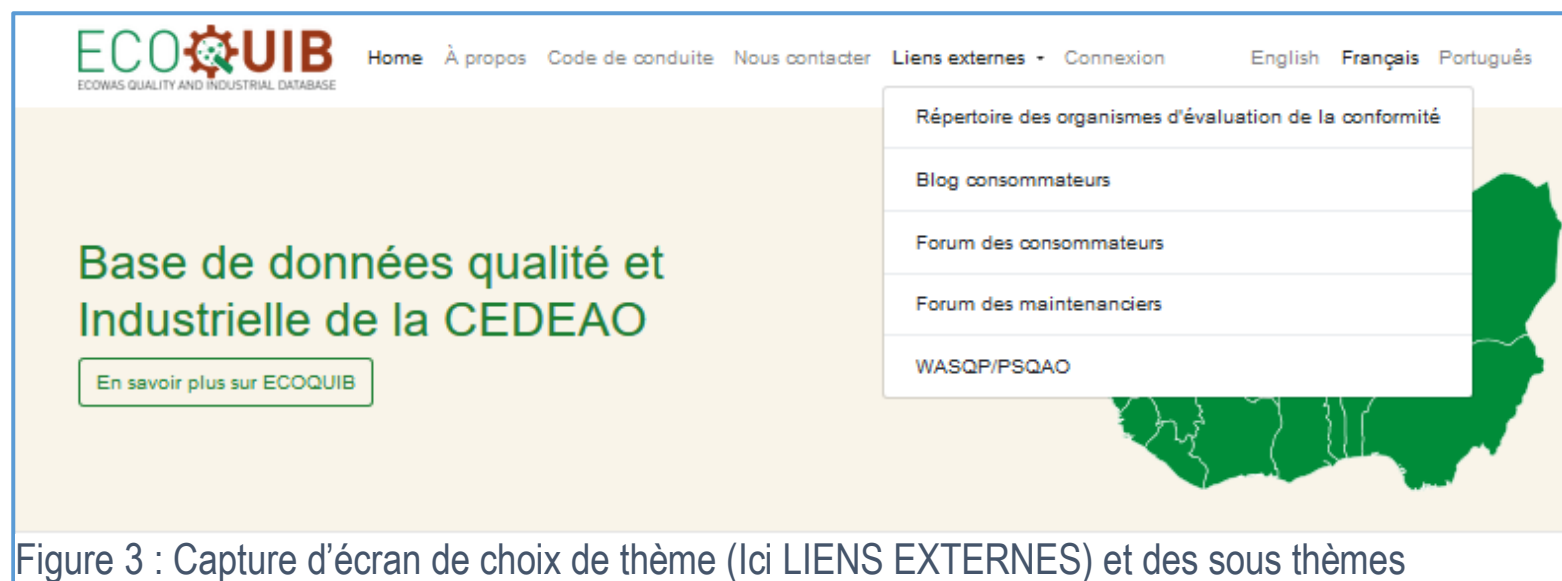 ECOQUIB
ECOWAS QUALITY AND INDUSTRIAL DATABASE
Home À propos Code de conduite Nous contacter Liens externes Connexion English Français Português
Répertoire des organismes d'évaluation de la conformité
Blog consommateurs
Forum des consommateurs
Forum des maintenanciers
WASQP/PSQAO
Base de données qualité et
Industrielle de la CEDEAO
En savoir plus sur ECOQUIB
Figure 3 : Capture d’écran de choix de thème (Ici LIENS EXTERNES) et des sous thèmes